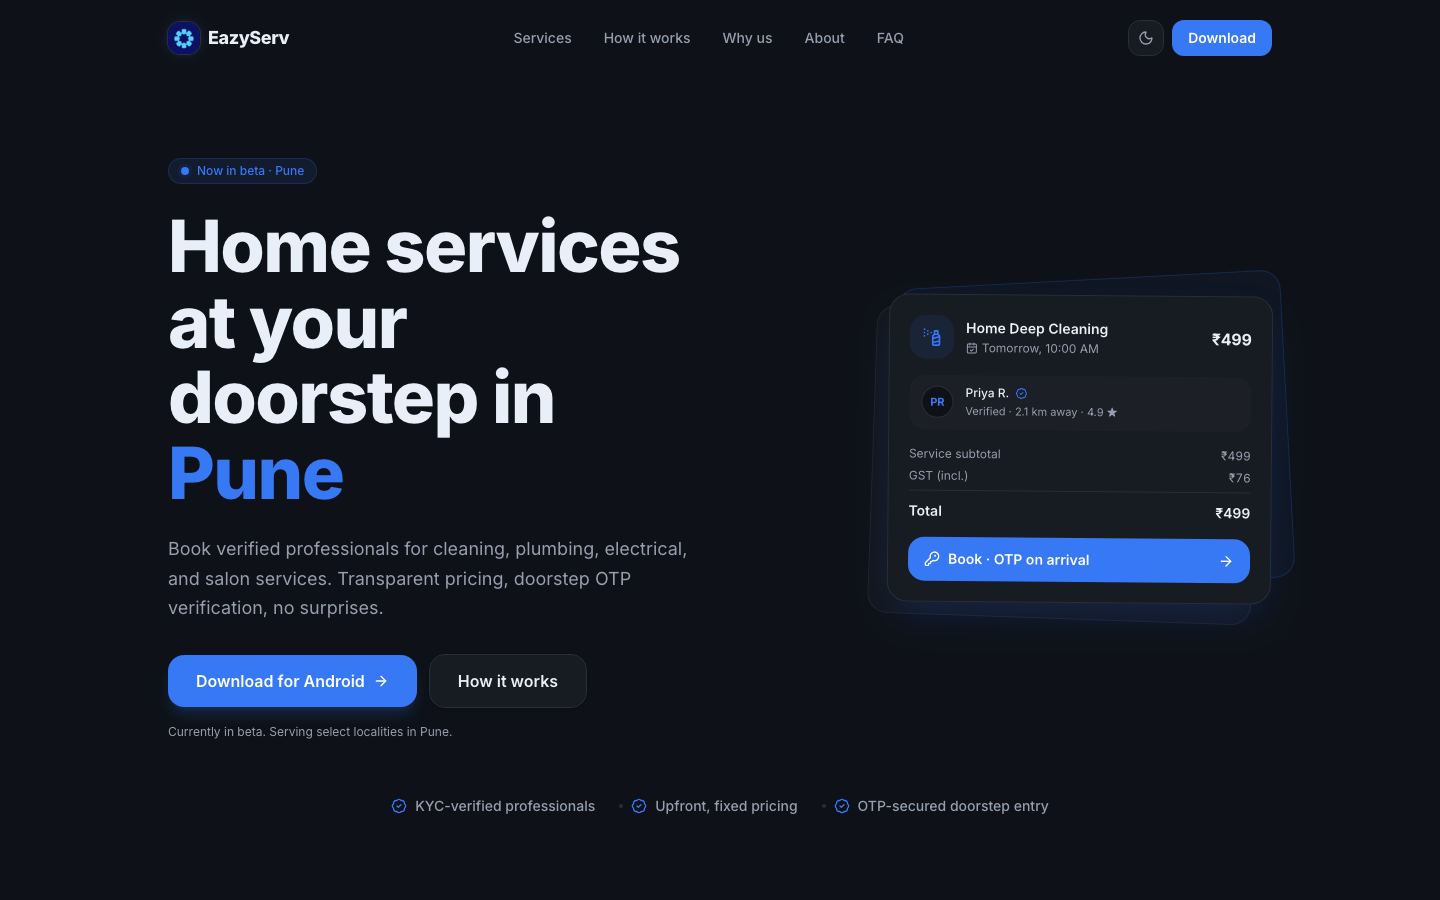 EazyServ
Services
How it works
Why us
About
FAQ
Download
Now in beta · Pune
Home services
at your
doorstep in
Pune
Book verified professionals for cleaning, plumbing, electrical,
and salon services. Transparent pricing, doorstep OTP
verification, no surprises.
Download for Android
How it works
Currently in beta. Serving select localities in Pune.
Home Deep Cleaning
Tomorrow, 10:00 AM
₹499
PR
Priya R.
Verified · 2.1 km away · 4.9 ★
Service subtotal ₹499
GST (incl.) ₹76
Total ₹499
Book · OTP on arrival
KYC-verified professionals
Upfront, fixed pricing
OTP-secured doorstep entry